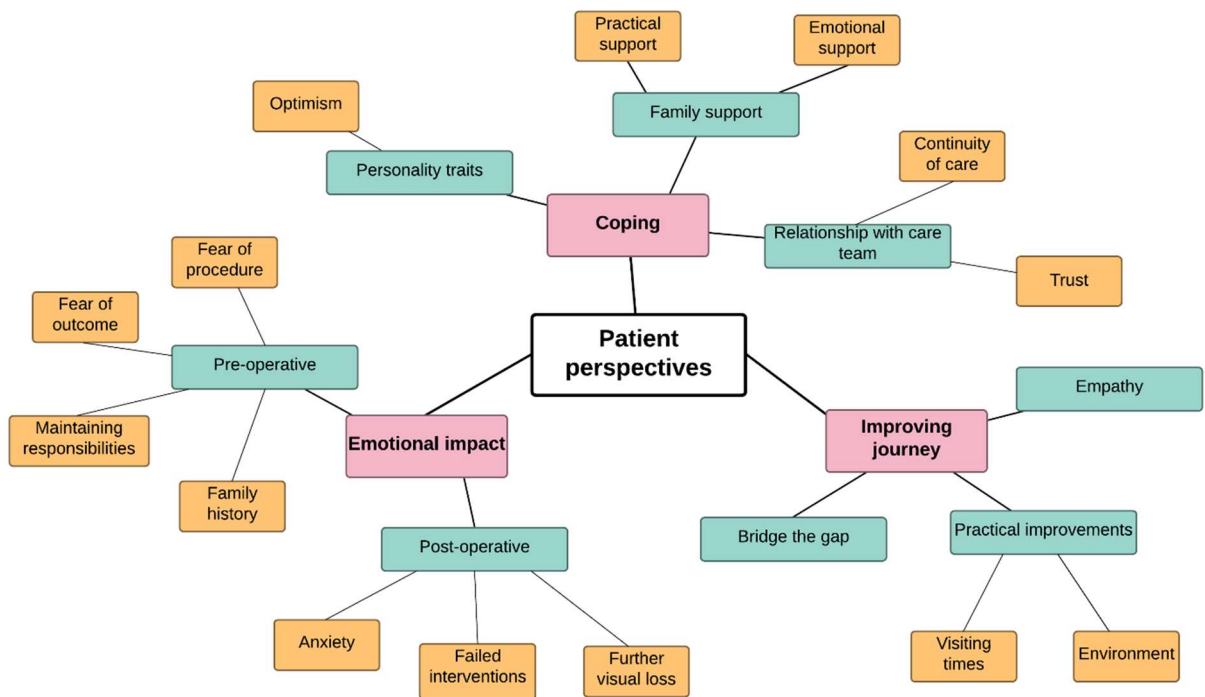 Practical
support
Emotional
support
Optimism
Family support
Personality traits
Continuity
of care
Coping
Relationship with care
team
Fear of
procedure
Trust
Fear of
outcome
Patient
perspectives
Pre-operative
Empathy
Maintaining
responsibilities
Emotional impact
Improving
journey
Family
history
Post-operative
Bridge the gap
Practical improvements
Anxiety
Failed
interventions
Further
visual loss
Visiting
times
Environment